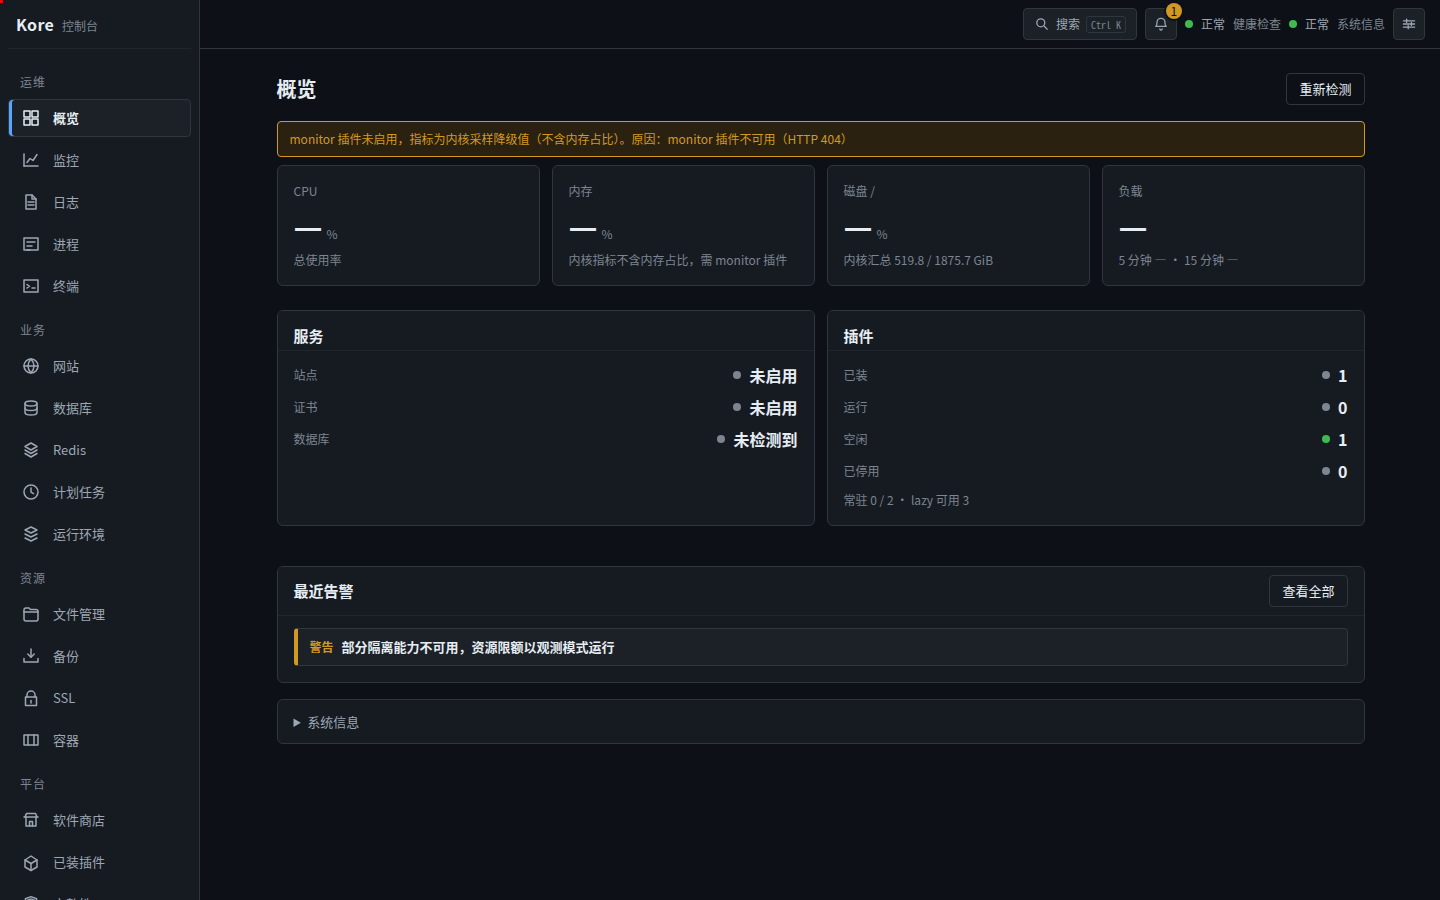 Kore 控制台
搜索 Ctrl K
1
正常 健康检查
正常 系统信息
运维
概览
监控
日志
进程
终端
业务
网站
数据库
Redis
计划任务
运行环境
资源
文件管理
备份
SSL
容器
平台
软件商店
已装插件
概览
重新检测
monitor 插件未启用，指标为内核采样降级值（不含内存占比）。原因：monitor 插件不可用（HTTP 404）
CPU
— %
总使用率
内存
— %
内核指标不含内存占比，需 monitor 插件
磁盘 /
— %
内核汇总 519.8 / 1875.7 GiB
负载
—
5 分钟 — · 15 分钟 —
服务
站点 未启用
证书 未启用
数据库 未检测到
插件
已装 1
运行 0
空闲 1
已停用 0
常驻 0 / 2 · lazy 可用 3
最近告警
查看全部
警告 部分隔离能力不可用，资源限额以观测模式运行
系统信息